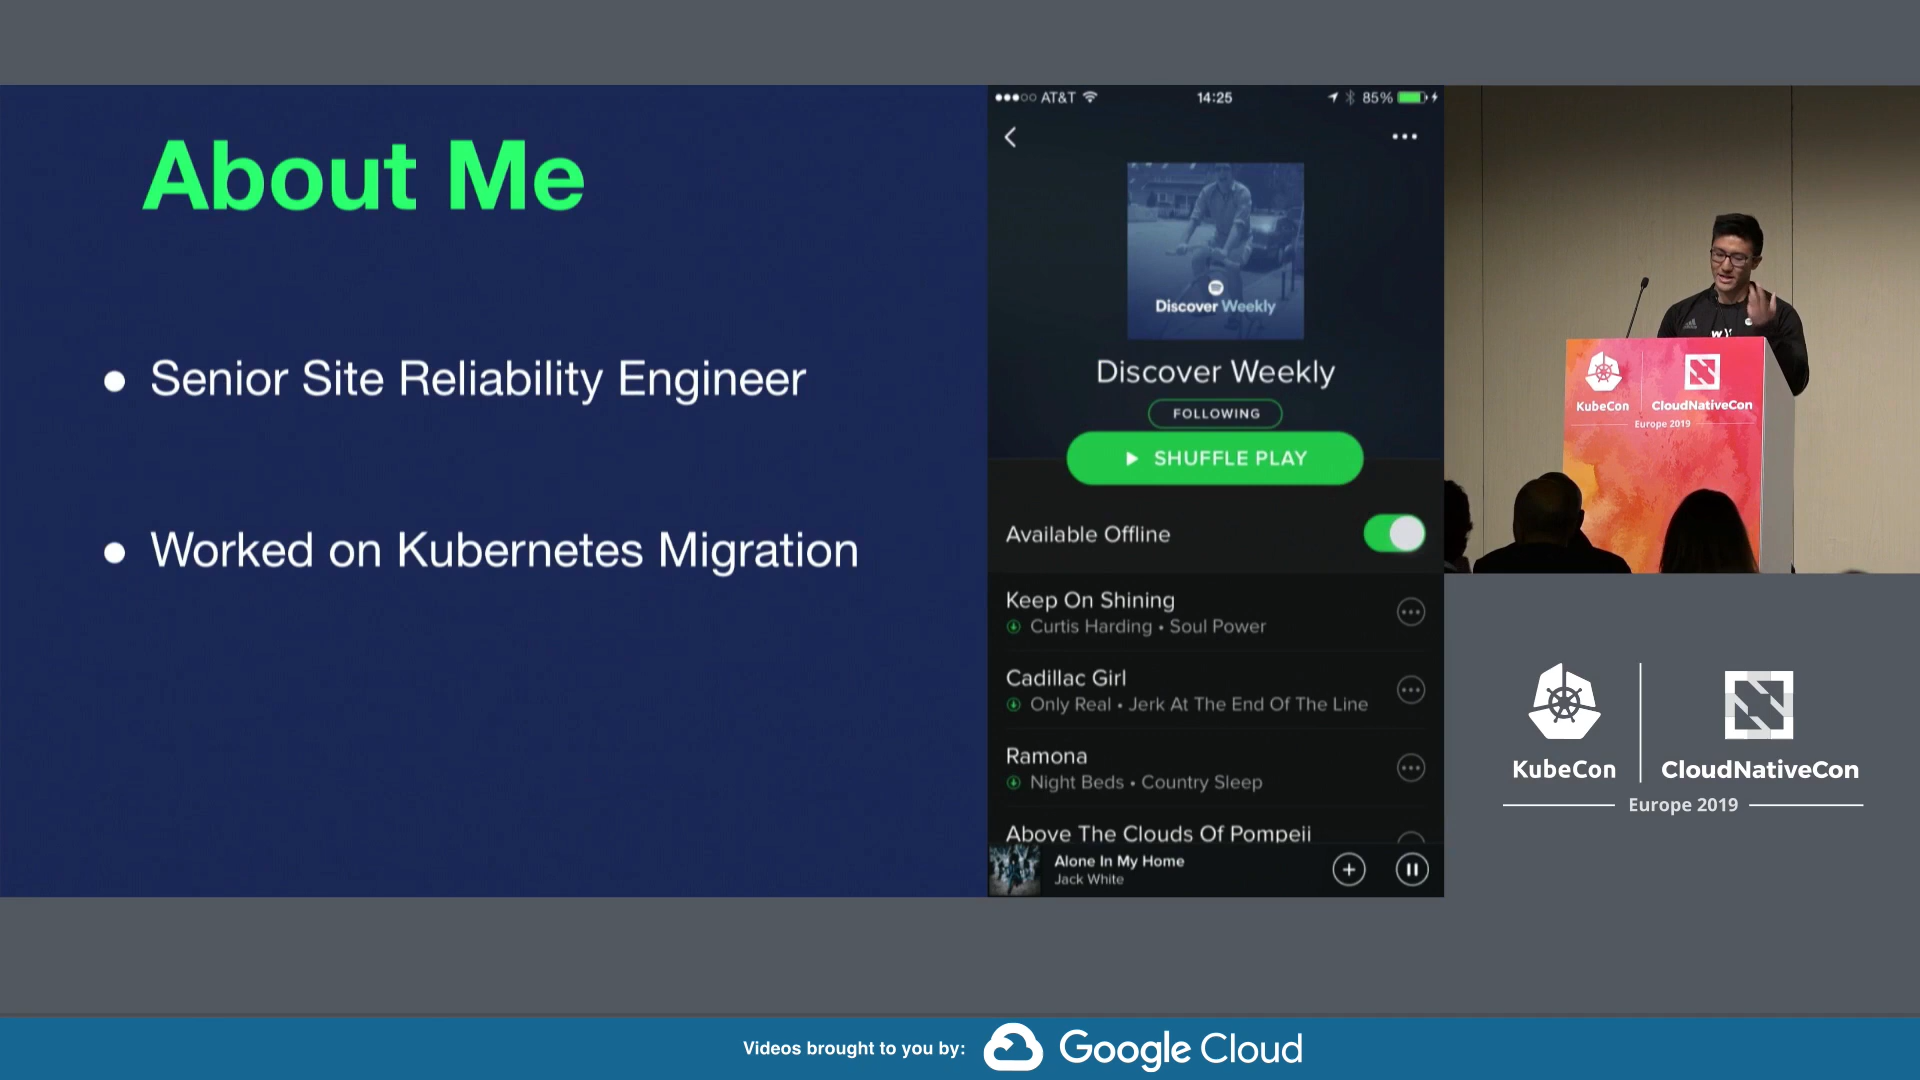 About Me
• Senior Site Reliability Engineer
• Worked on Kubernetes Migration
AT&T 14:25 85%
Discover Weekly
Discover Weekly
FOLLOWING
SHUFFLE PLAY
Available Offline
Keep On Shining
Curtis Harding • Soul Power
Cadillac Girl
Only Real • Jerk At The End Of The Line
Ramona
Night Beds • Country Sleep
Above The Clouds Of Pompeii
Alone In My Home
Jack White
KubeCon CloudNativeCon
Europe 2019
KubeCon CloudNativeCon
Europe 2019
Videos brought to you by: Google Cloud